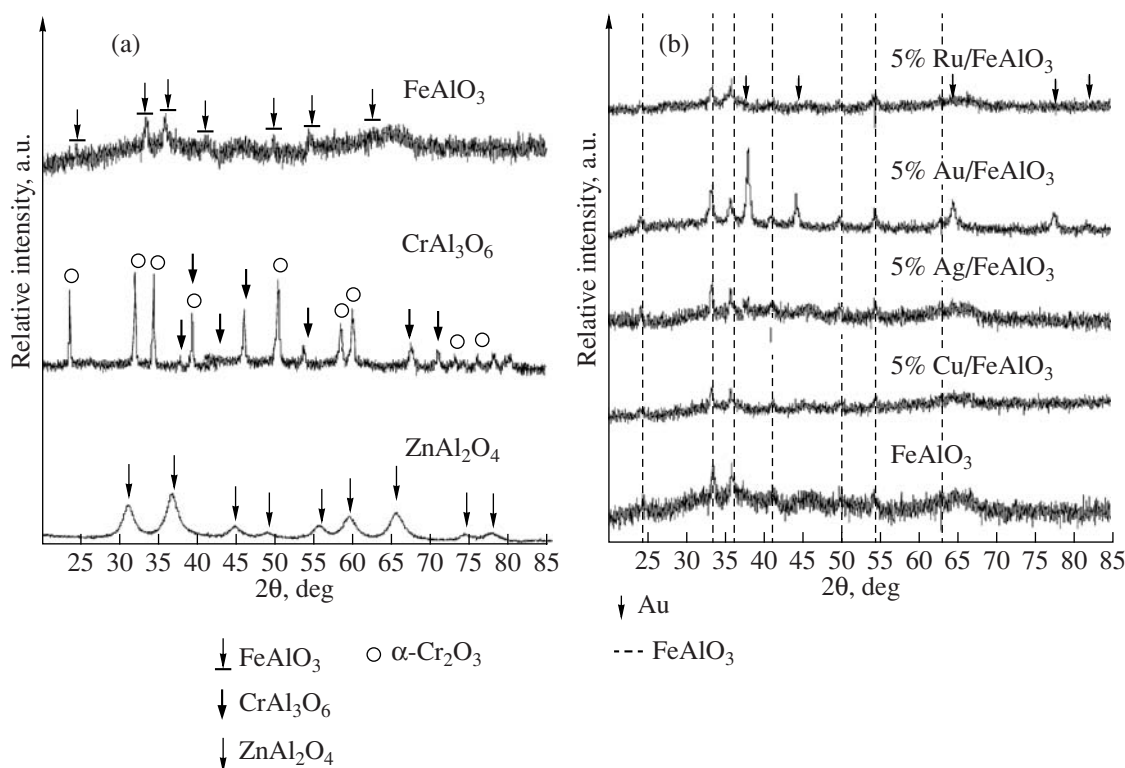 (a)
FeAlO₃
CrAl₃O₆
ZnAl₂O₄
Relative intensity, a.u.
25 30 35 40 45 50 55 60 65 70 75 80 85
2θ, deg
FeAlO₃
α-Cr₂O₃
CrAl₃O₆
ZnAl₂O₄
(b)
5% Ru/FeAlO₃
5% Au/FeAlO₃
5% Ag/FeAlO₃
5% Cu/FeAlO₃
FeAlO₃
Relative intensity, a.u.
25 30 35 40 45 50 55 60 65 70 75 80 85
2θ, deg
Au
FeAlO₃